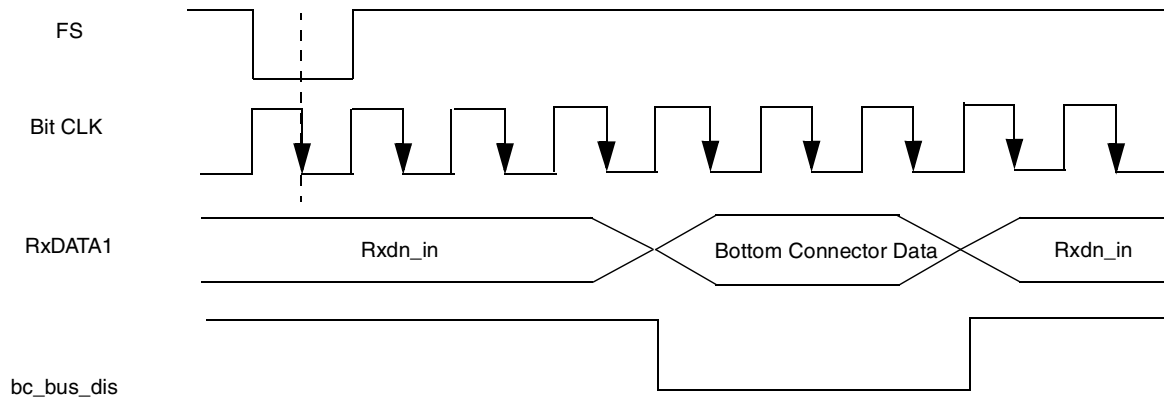 FS
Bit CLK
RxDATA1
Rxdn_in
Bottom Connector Data
Rxdn_in
bc_bus_dis